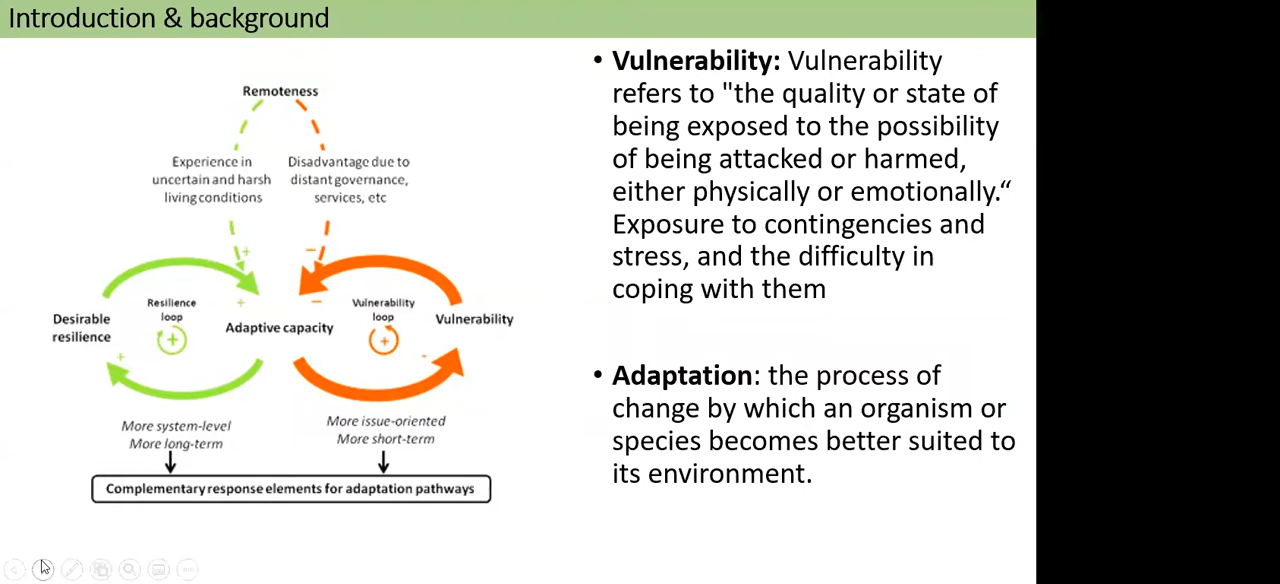 Introduction & background
Remoteness
Experience in
uncertain and harsh
living conditions
Disadvantage due to
distant governance,
services, etc
+
–
+
–
Desirable
resilience
Resilience
loop
+
Adaptive capacity
Vulnerability
loop
+
Vulnerability
+
-
More system-level
More long-term
More issue-oriented
More short-term
Complementary response elements for adaptation pathways
• Vulnerability: Vulnerability
refers to "the quality or state of
being exposed to the possibility
of being attacked or harmed,
either physically or emotionally.“
Exposure to contingencies and
stress, and the difficulty in
coping with them
• Adaptation: the process of
change by which an organism or
species becomes better suited to
its environment.